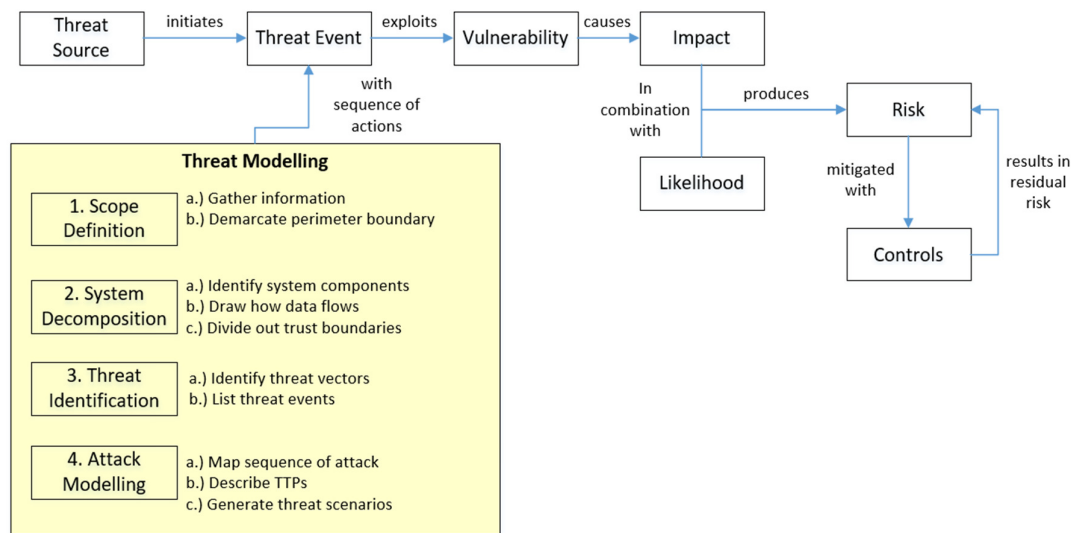 Threat
Source
initiates
Threat Event
exploits
Vulnerability
causes
Impact
with
sequence of
actions
In
combination
with
produces
Risk
Likelihood
mitigated
with
results in
residual
risk
Controls
Threat Modelling
1. Scope
Definition
a.) Gather information
b.) Demarcate perimeter boundary
2. System
Decomposition
a.) Identify system components
b.) Draw how data flows
c.) Divide out trust boundaries
3. Threat
Identification
a.) Identify threat vectors
b.) List threat events
4. Attack
Modelling
a.) Map sequence of attack
b.) Describe TTPs
c.) Generate threat scenarios